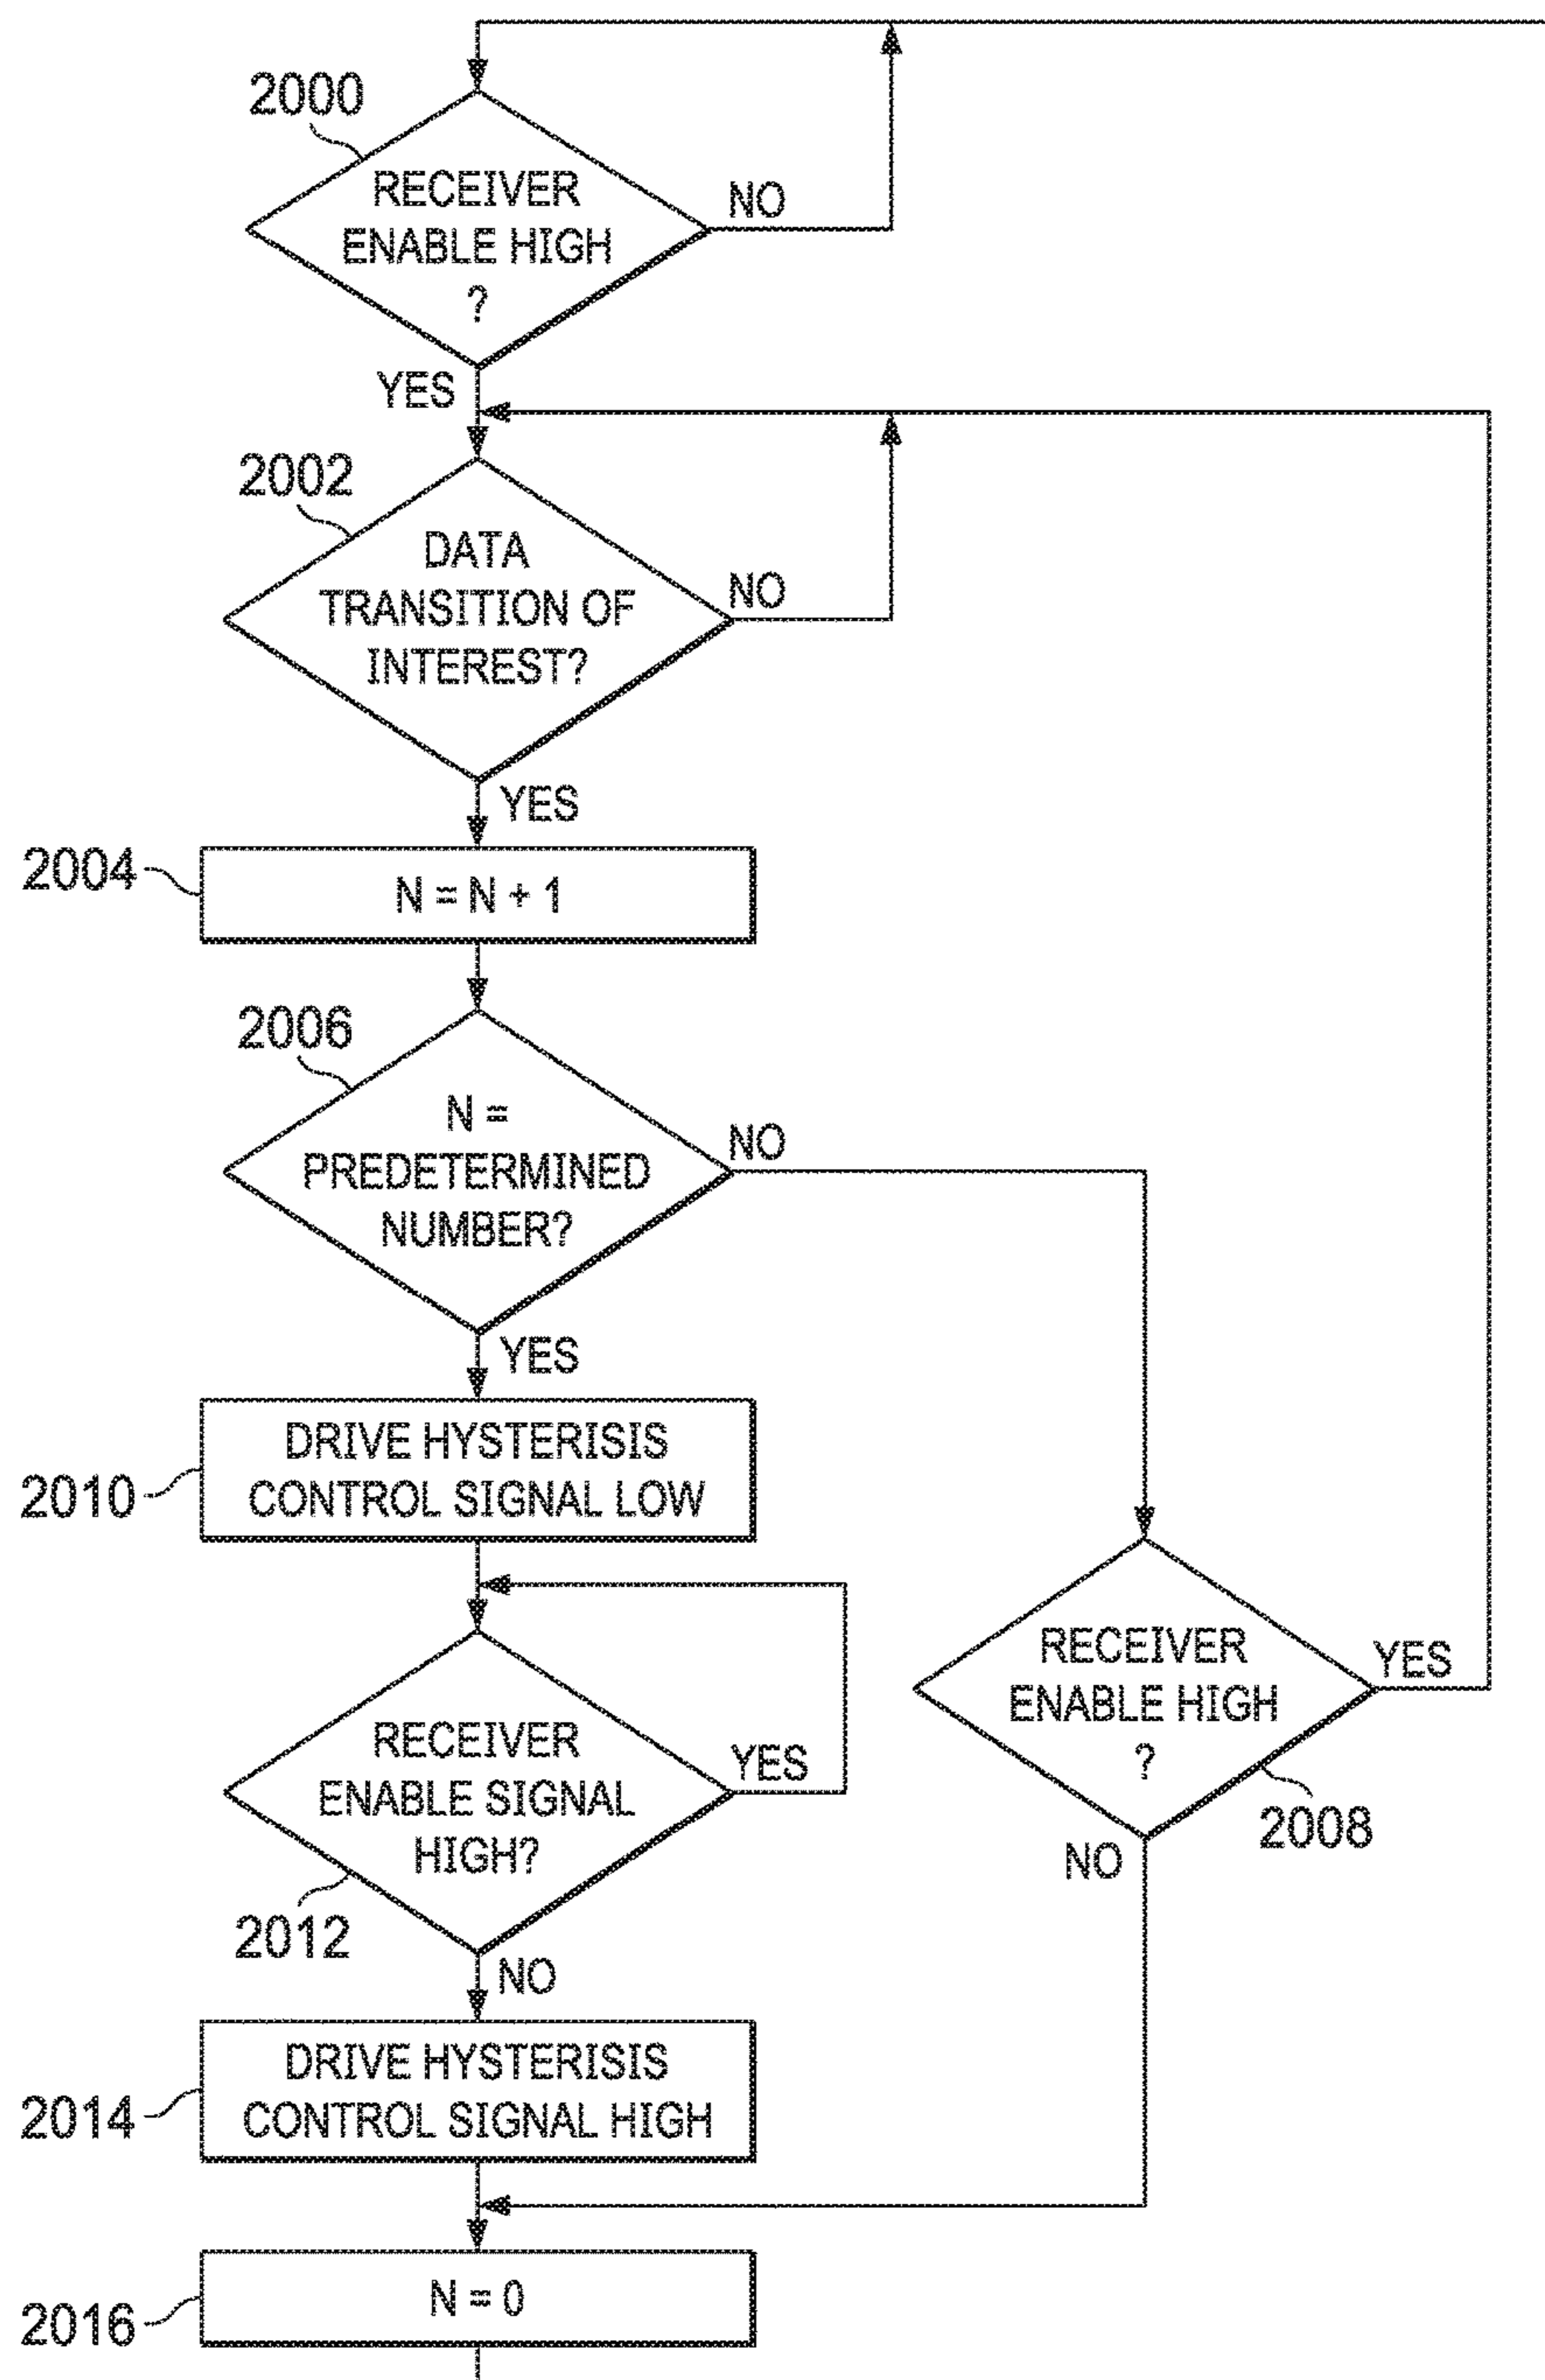 2000
RECEIVER
ENABLE HIGH
?
NO
YES
2002
DATA
TRANSITION OF
INTEREST?
NO
YES
2004
N = N + 1
2006
N =
PREDETERMINED
NUMBER?
NO
YES
2010
DRIVE HYSTERISIS
CONTROL SIGNAL LOW
RECEIVER
ENABLE HIGH
?
YES
2008
NO
RECEIVER
ENABLE SIGNAL
HIGH?
YES
2012
NO
2014
DRIVE HYSTERISIS
CONTROL SIGNAL HIGH
2016
N = 0